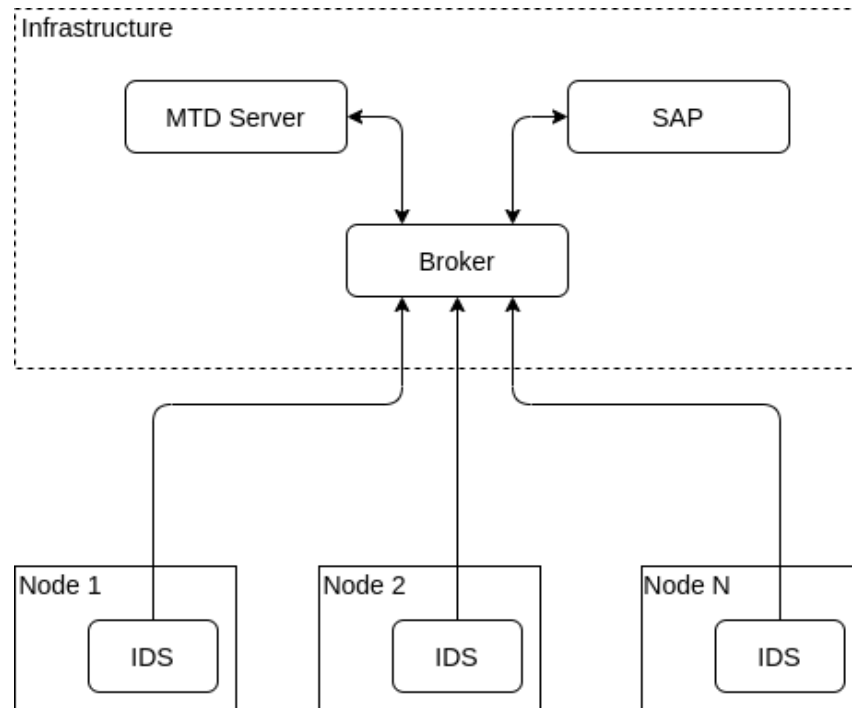 Infrastructure
MTD Server
SAP
Broker
Node 1
Node 2
Node N
IDS
IDS
IDS